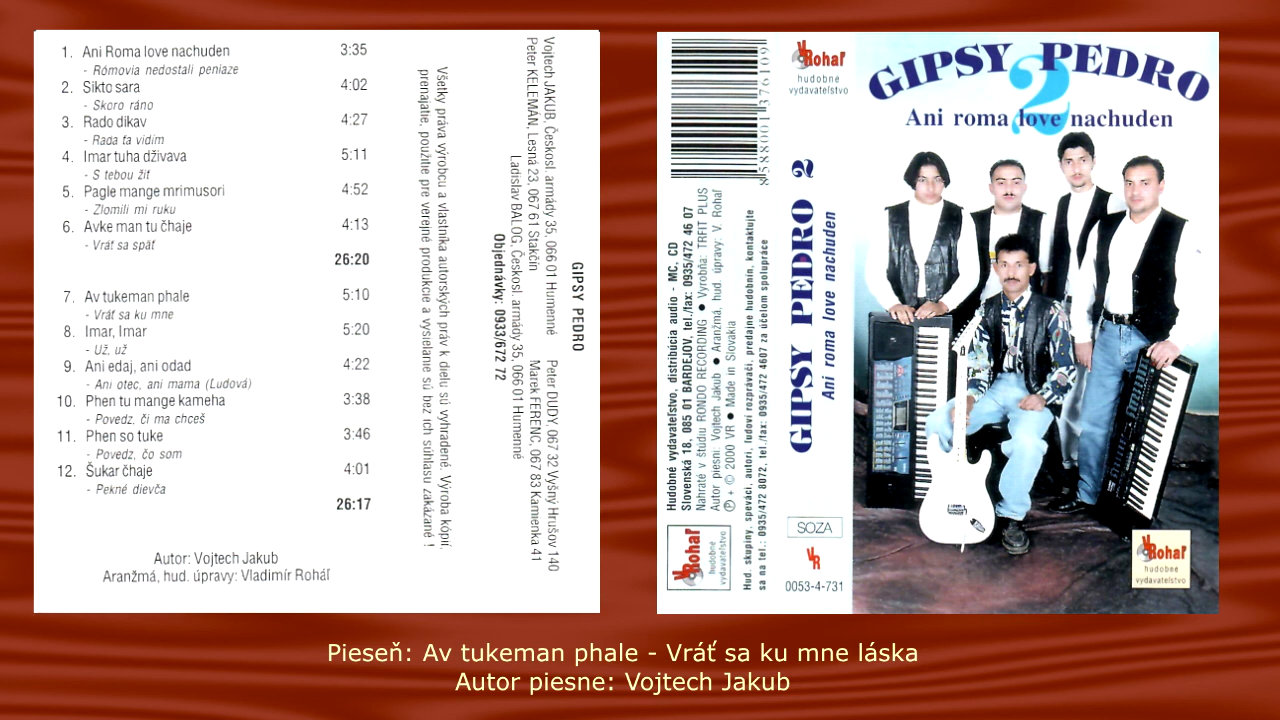 1. Ani Roma love nachuden 3:35
- Rómovia nedostali peniaze
2. Sikto sara 4:02
- Skoro ráno
3. Rado dikav 4:27
- Rada ťa vidím
4. Imar tuha dživava 5:11
- S tebou žiť
5. Pagle mange mrimusori 4:52
- Zlomili mi ruku
6. Avke man tu čhaje 4:13
- Vráť sa späť
26:20
7. Av tukeman phale 5:10
- Vráť sa ku mne
8. Imar, Imar 5:20
- Už, už
9. Ani edaj, ani odad 4:22
- Ani otec, ani mama (Ľudová)
10. Phen tu mange kameha 3:38
- Povedz, či ma chceš
11. Phen so tuke 3:46
- Povedz, čo som
12. Šukar čhaje 4:01
- Pekné dievča
26:17
Autor: Vojtech Jakub
Aranžmá, hud. úpravy: Vladimír Roháľ
GIPSY PEDRO
Vojtech JAKUB, Českosl. armády 35, 066 01 Humenné Peter DUDY, 067 32 Vyšný Hrušov 140
Peter KELEMÁN, Lesná 23, 067 61 Stakčín Marek FERENC, 067 83 Kamienka 41
Ladislav BALOG, Českosl. armády 35, 066 01 Humenné
Objednávky: 0933/672 72
Všetky práva výrobcu a vlastníka autorských práv k dielu sú vyhradené. Výroba kópií,
prenajatie, použitie pre verejné produkcie a vysielanie sú bez ich súhlasu zakázané !
8588001376109
Hudobné vydavateľstvo, distribúcia audio - MC, CD
Slovenská 18, 085 01 BARDEJOV, tel./fax: 0935/472 46 07
Nahraté v štúdiu RONDO RECORDING ● Výrobňa: TRFIT PLUS
Autor piesní: Vojtech Jakub ● Aranžmá, hud. úpravy: V. Roháľ
Ⓟ + © 2000 VR ● Made in Slovakia
Hud. skupiny, speváci, autori, ľudoví rozprávači, predajne hudobnín, kontaktujte
sa na tel.: 0935/472 8072, tel./fax: 0935/472 4607 za účelom spolupráce
VRohaľ
hudobné
vydavateľstvo
VRohaľ
hudobné
vydavateľstvo
GIPSY PEDRO 2
Ani roma love nachuden
SOZA
VR
0053-4-731
GIPSY PEDRO
2
Ani roma love nachuden
VRohaľ
hudobné
vydavateľstvo
Pieseň: Av tukeman phale - Vráť sa ku mne láska
Autor piesne: Vojtech Jakub